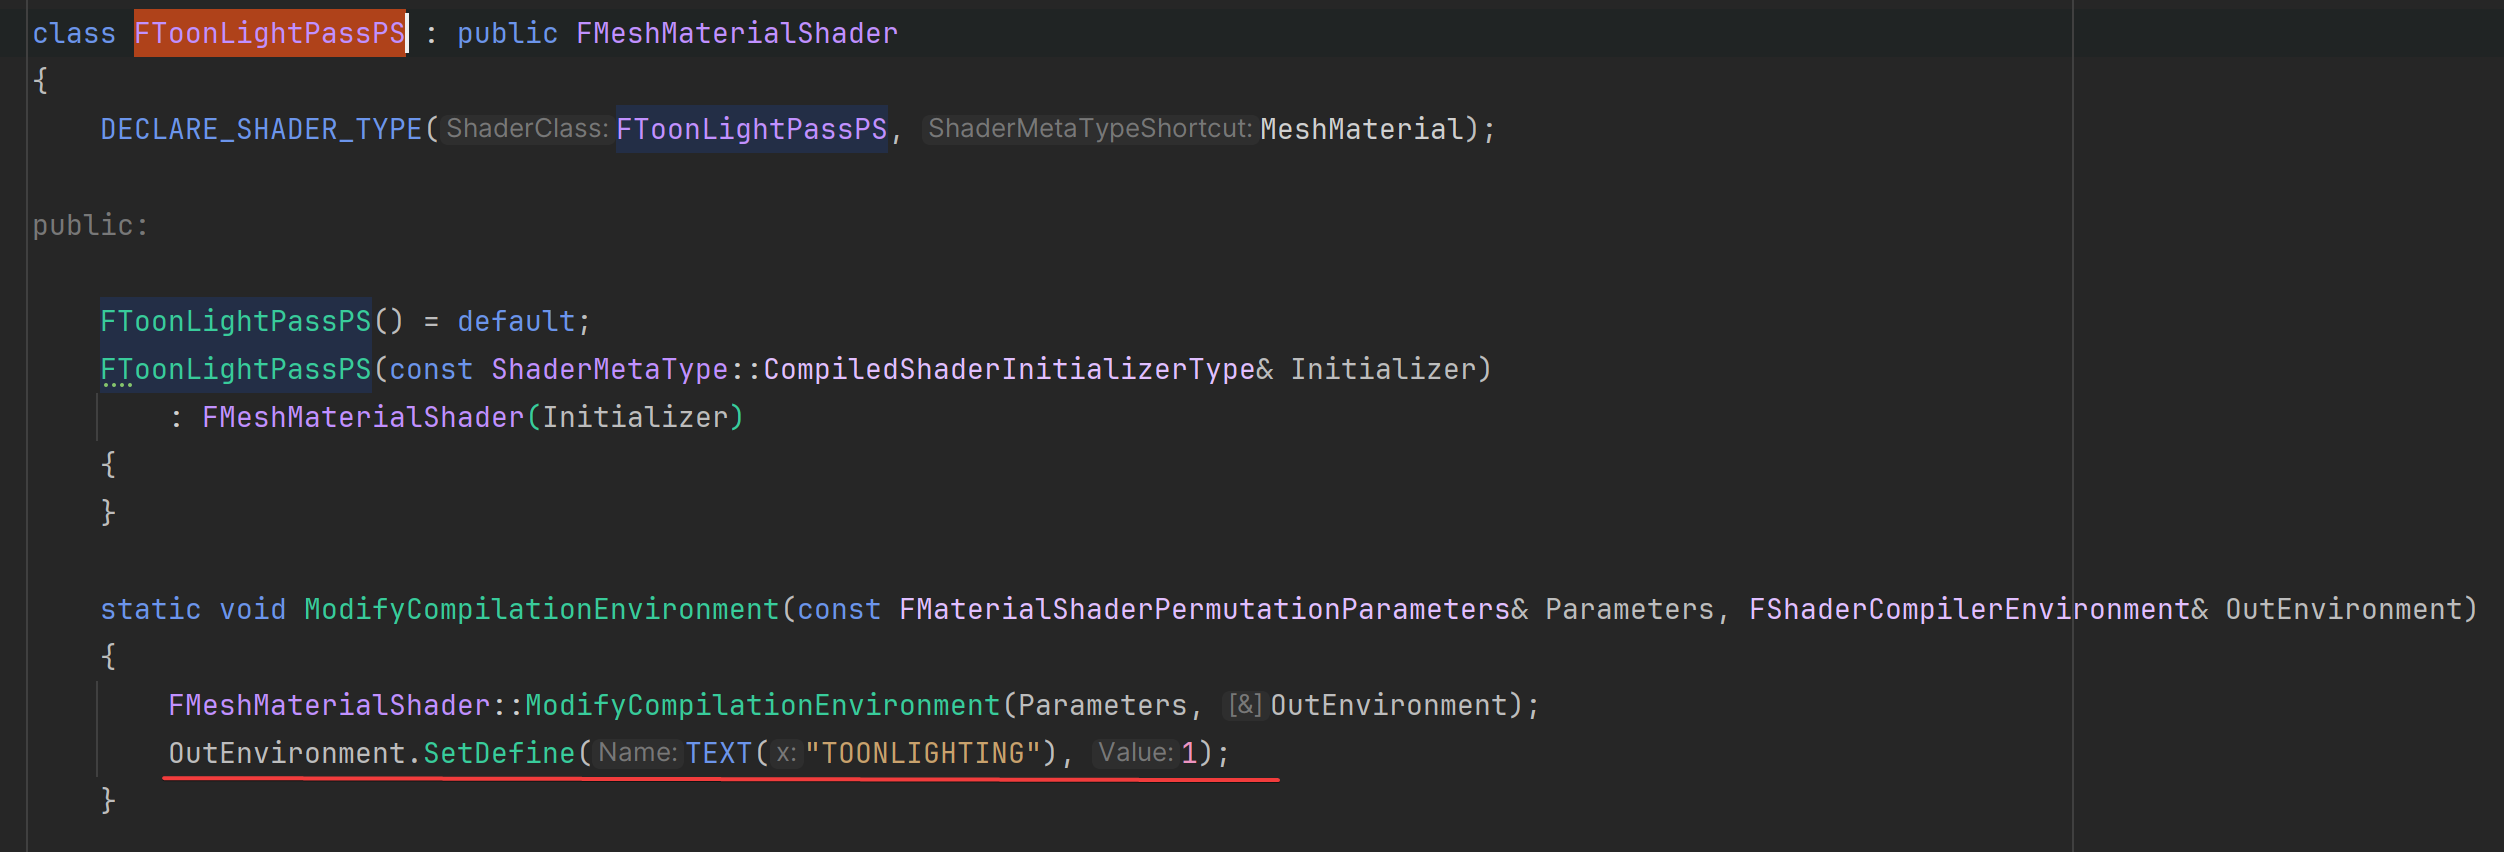 class FToonLightPassPS : public FMeshMaterialShader
{
DECLARE_SHADER_TYPE(ShaderClass:FToonLightPassPS, ShaderMetaTypeShortcut:MeshMaterial);
public:
FToonLightPassPS() = default;
FToonLightPassPS(const ShaderMetaType::CompiledShaderInitializerType& Initializer)
: FMeshMaterialShader(Initializer)
{
}
static void ModifyCompilationEnvironment(const FMaterialShaderPermutationParameters& Parameters, FShaderCompilerEnvironment& OutEnvironment)
{
FMeshMaterialShader::ModifyCompilationEnvironment(Parameters, [&]OutEnvironment);
OutEnvironment.SetDefine(Name:TEXT(x:"TOONLIGHTING"), Value:1);
}